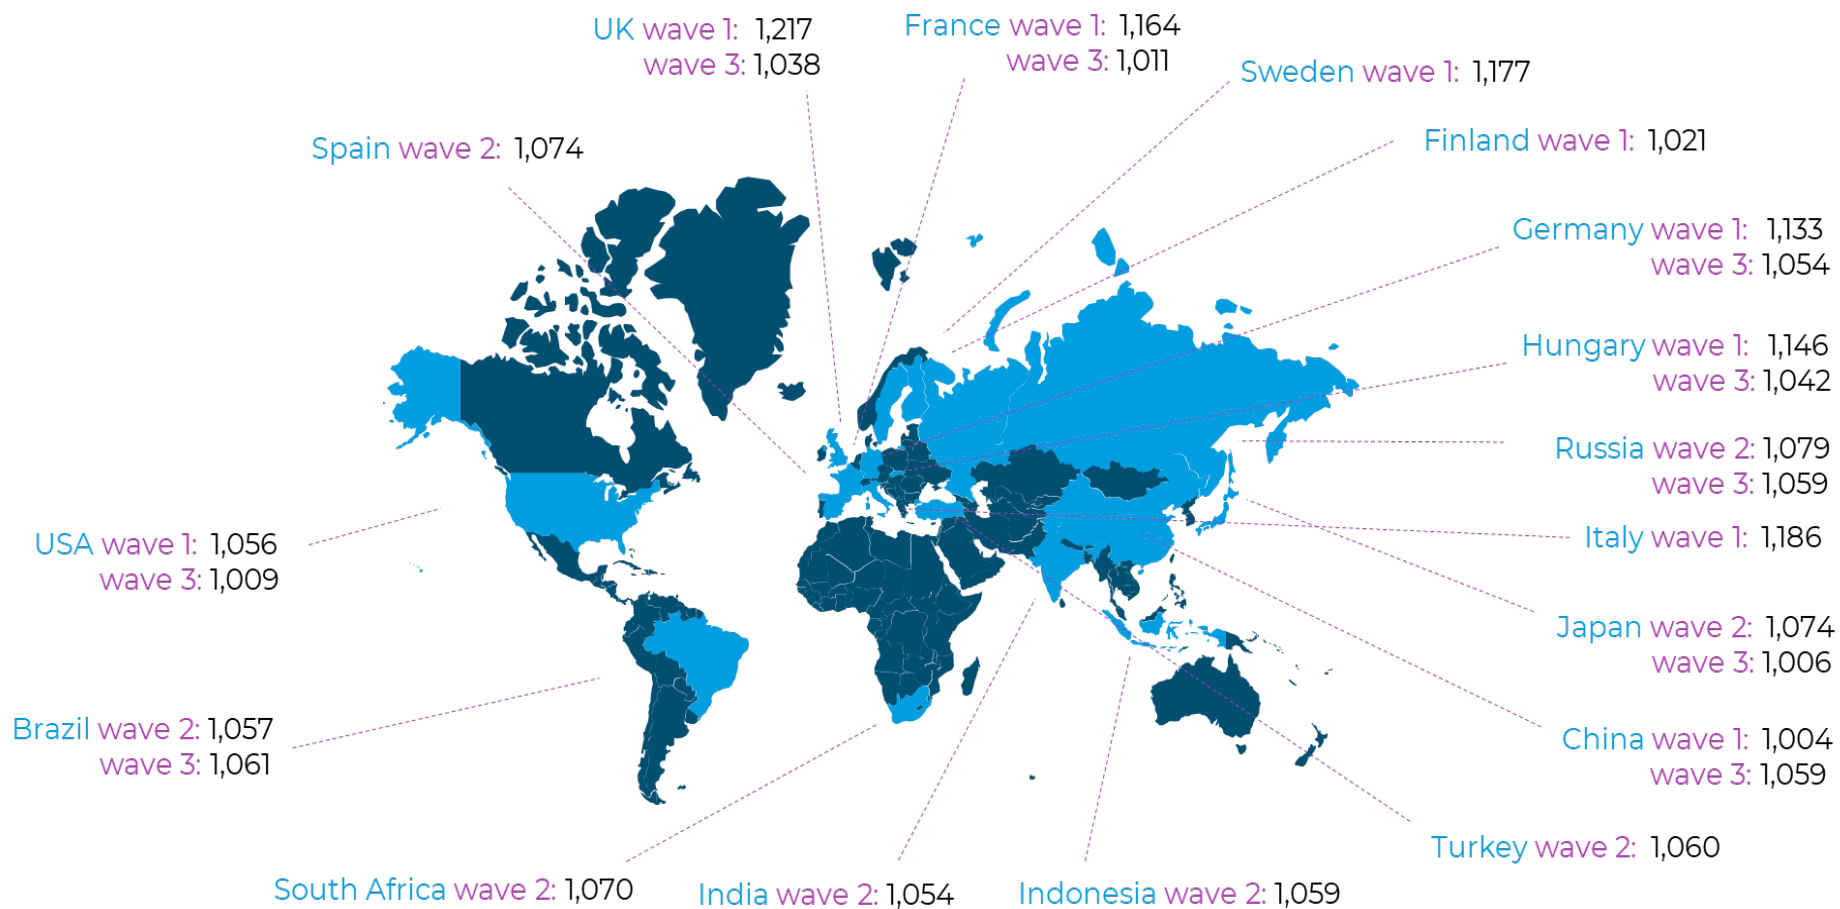 UK wave 1: 1,217
wave 3: 1,038
France wave 1: 1,164
wave 3: 1,011
Sweden wave 1: 1,177
Finland wave 1: 1,021
Spain wave 2: 1,074
Germany wave 1: 1,133
wave 3: 1,054
Hungary wave 1: 1,146
wave 3: 1,042
Russia wave 2: 1,079
wave 3: 1,059
USA wave 1: 1,056
wave 3: 1,009
Italy wave 1: 1,186
Japan wave 2: 1,074
wave 3: 1,006
Brazil wave 2: 1,057
wave 3: 1,061
China wave 1: 1,004
wave 3: 1,059
Turkey wave 2: 1,060
South Africa wave 2: 1,070
India wave 2: 1,054
Indonesia wave 2: 1,059